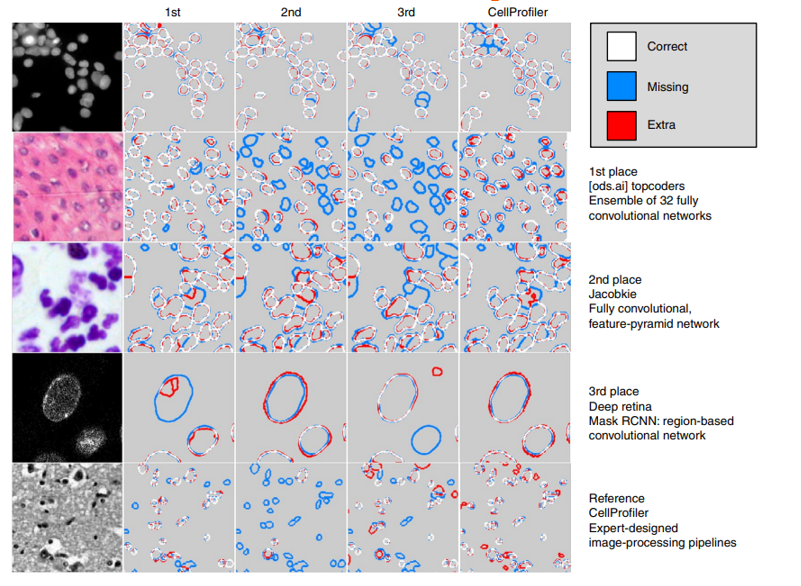 1st 2nd 3rd CellProfiler
Correct
Missing
Extra
1st place
[ods.ai] topcoders
Ensemble of 32 fully
convolutional networks
2nd place
Jacobkie
Fully convolutional,
feature-pyramid network
3rd place
Deep retina
Mask RCNN: region-based
convolutional network
Reference
CellProfiler
Expert-designed
image-processing pipelines